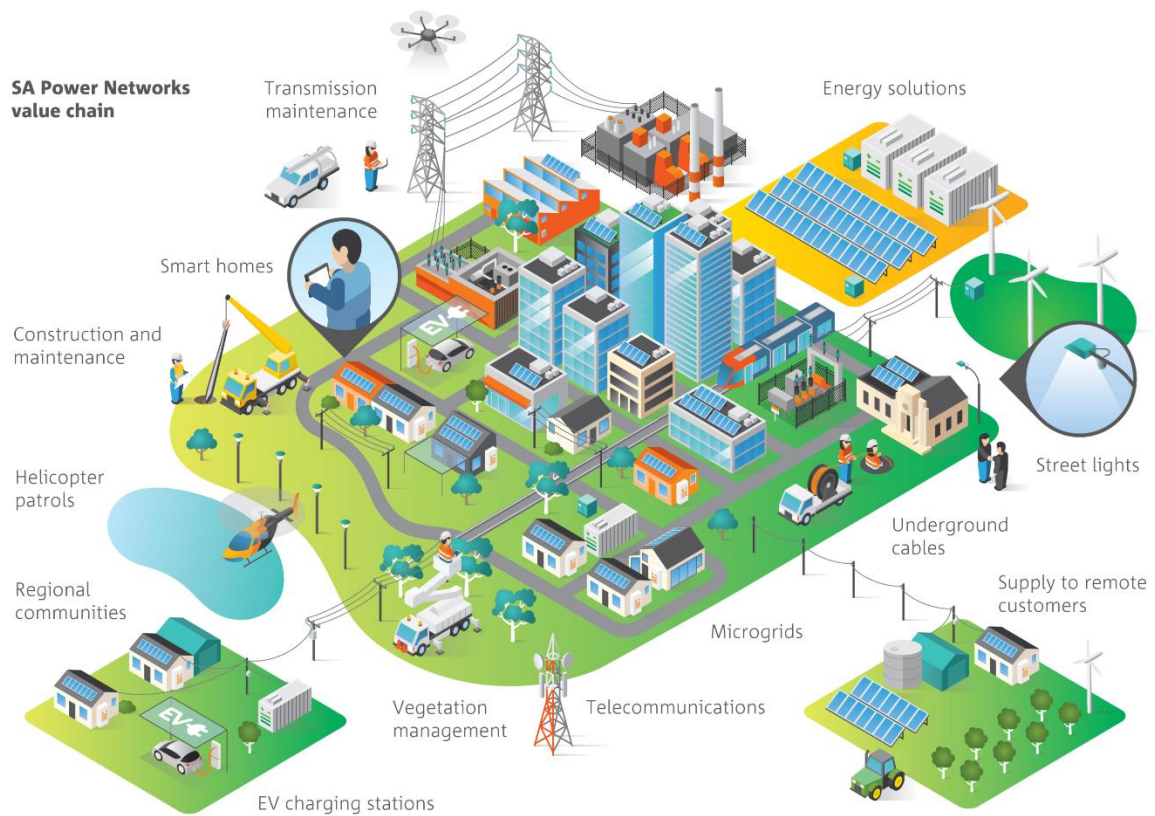 SA Power Networks
value chain
Transmission
maintenance
Energy solutions
Smart homes
Construction and
maintenance
EV
Helicopter
patrols
Street lights
Underground
cables
Regional
communities
Supply to remote
customers
Microgrids
Vegetation
management
Telecommunications
EV
EV charging stations